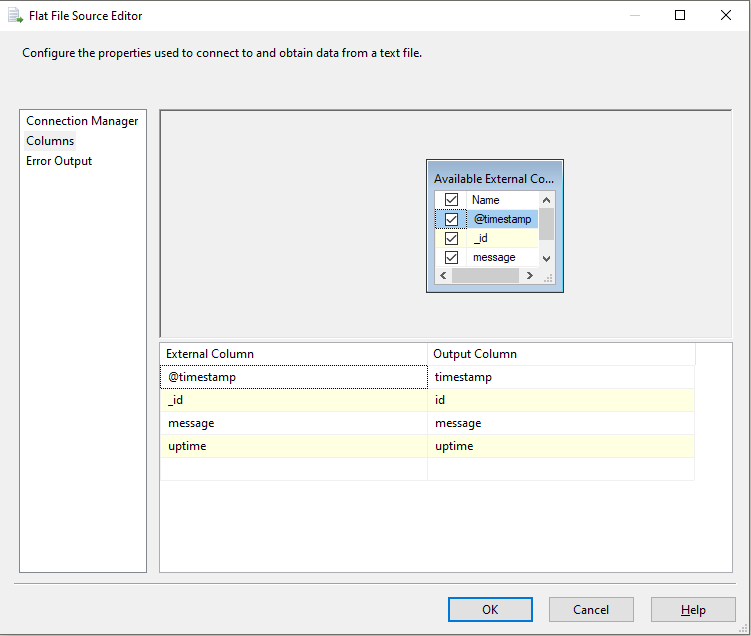 Flat File Source Editor
Configure the properties used to connect to and obtain data from a text file.
Connection Manager
Columns
Error Output
Available External Co...
Name
@timestamp
_id
message
External Column Output Column
@timestamp timestamp
_id id
message message
uptime uptime
OK Cancel Help